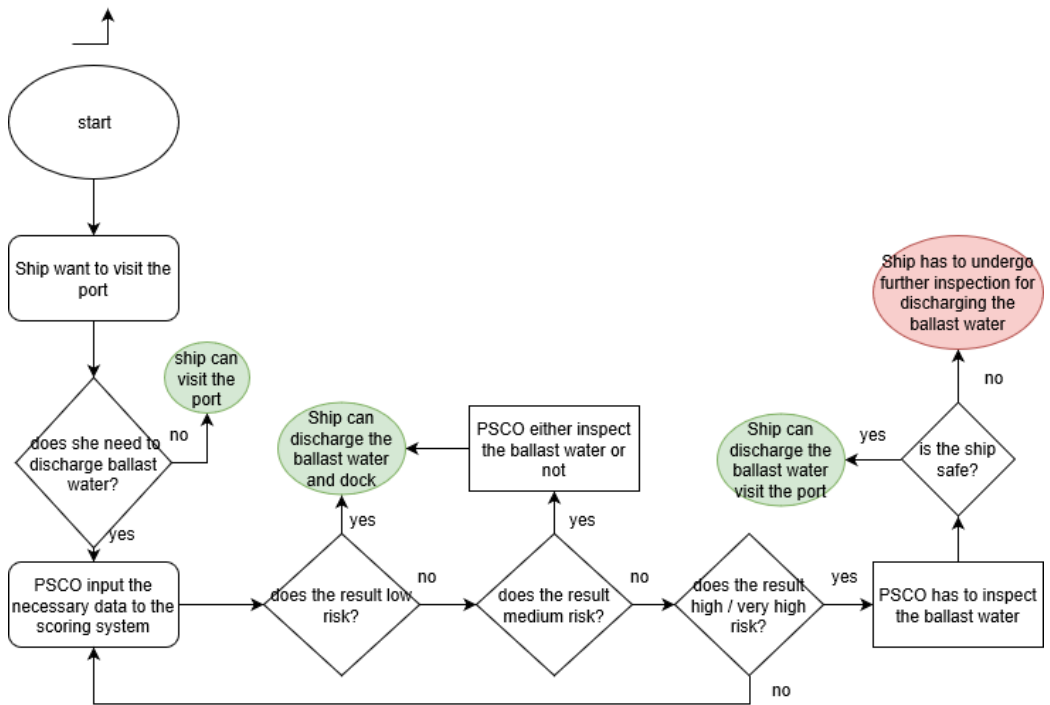 start
Ship want to visit the
port
does she need to
discharge ballast
water?
no
ship can
visit the
port
yes
PSCO input the
necessary data to the
scoring system
does the result low
risk?
yes
Ship can
discharge the
ballast water
and dock
no
does the result
medium risk?
yes
PSCO either inspect
the ballast water or
not
no
does the result
high / very high
risk?
no
yes
PSCO has to inspect
the ballast water
is the ship
safe?
yes
Ship can
discharge the
ballast water
visit the port
no
Ship has to undergo
further inspection for
discharging the
ballast water